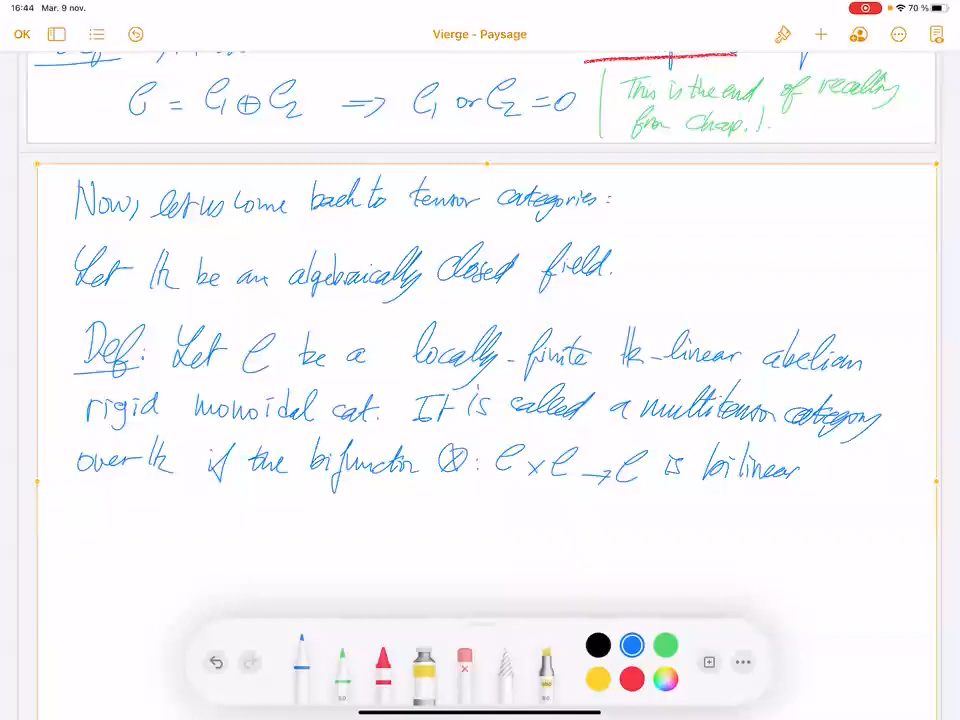 16:44 Mar. 9 nov.
70 %
OK
Vierge - Paysage
C = C₁ ⊕ C₂ ⟹ C₁ or C₂ = 0
This is the end of recalling
from Chap. 1.
Now, let us come back to tensor categories:
Let 𝕜 be an algebraically closed field.
Def: Let C be a locally-finite 𝕜-linear abelian
rigid monoidal cat. It is called a multitensor category
over 𝕜 if the bifunctor ⊗: C × C → C is bilinear